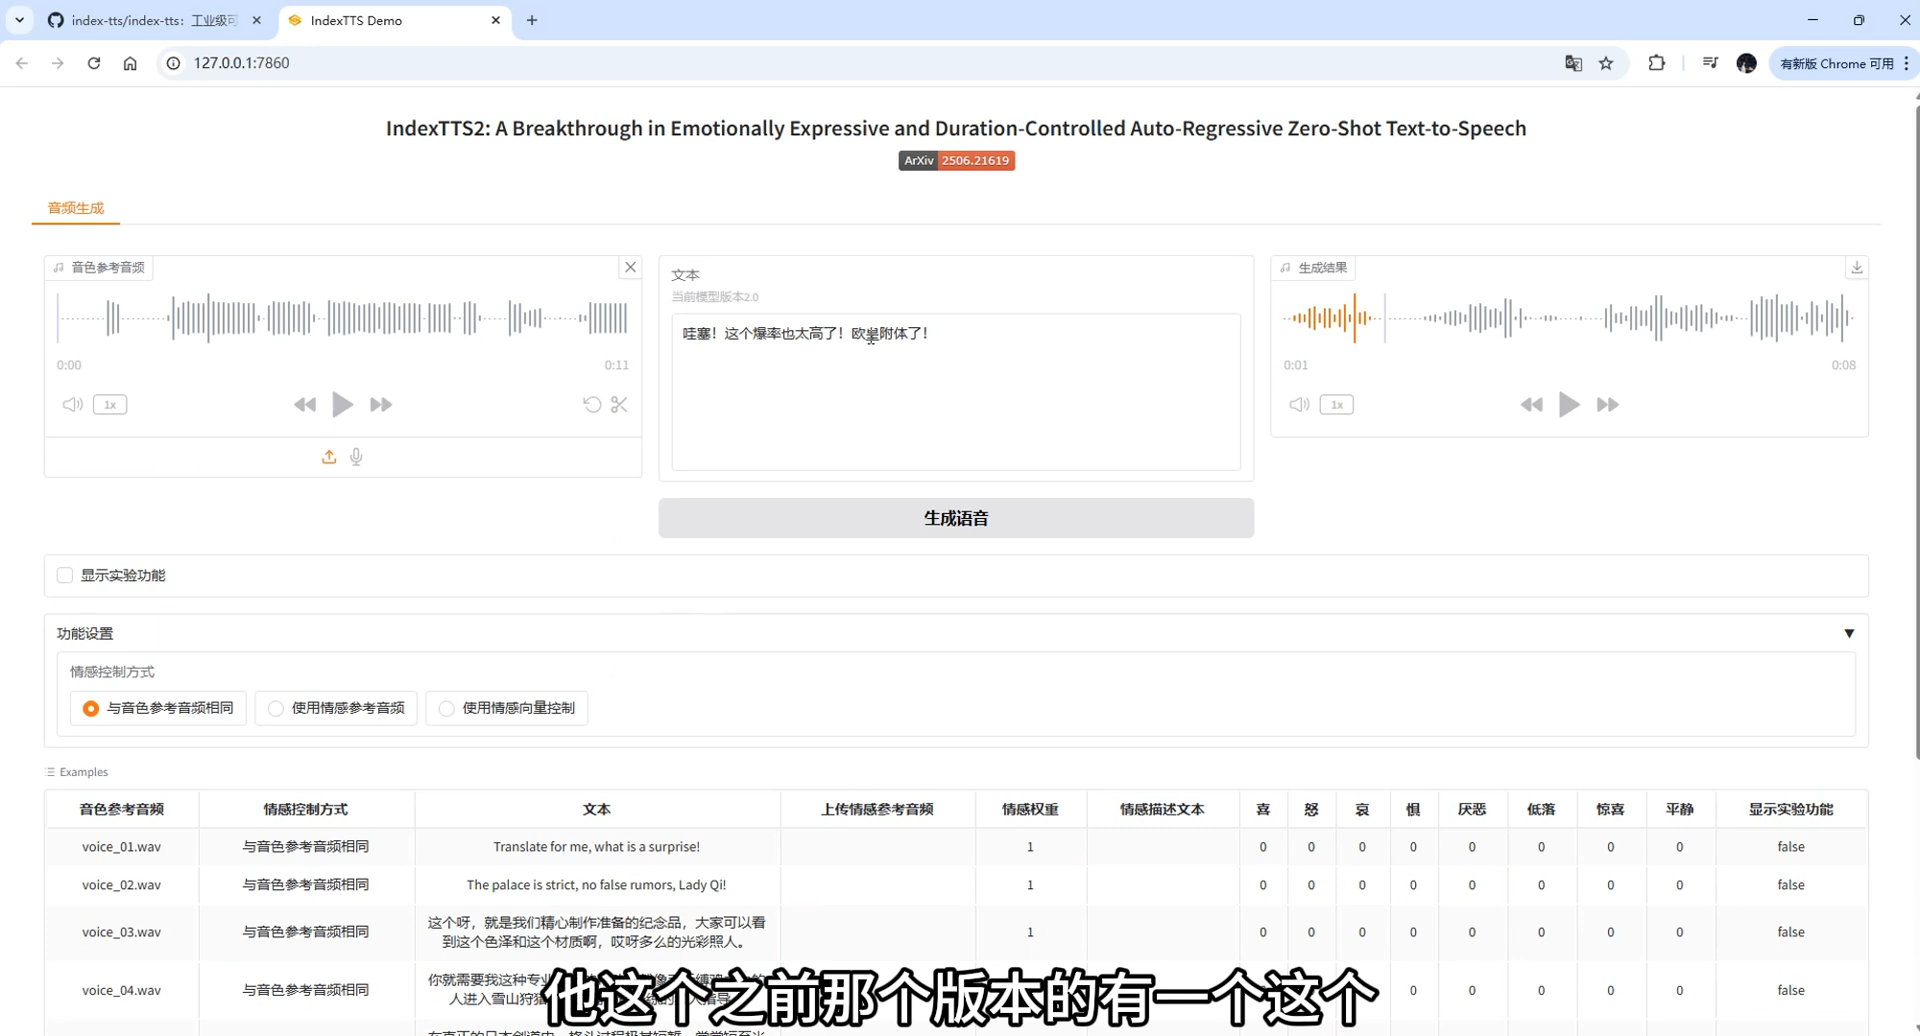 index-tts/index-tts: 工业级可
IndexTTS Demo
127.0.0.1:7860
有新版 Chrome 可用
IndexTTS2: A Breakthrough in Emotionally Expressive and Duration-Controlled Auto-Regressive Zero-Shot Text-to-Speech
ArXiv 2506.21619
音频生成
音色参考音频
0:00 0:11
1x
文本
当前模型版本2.0
哇塞！这个爆率也太高了！欧皇附体了！
生成结果
0:01 0:08
1x
生成语音
显示实验功能
功能设置
情感控制方式
与音色参考音频相同 使用情感参考音频 使用情感向量控制
Examples
音色参考音频 情感控制方式 文本 上传情感参考音频 情感权重 情感描述文本 喜 怒 哀 惧 厌恶 低落 惊喜 平静 显示实验功能
voice_01.wav 与音色参考音频相同 Translate for me, what is a surprise! 1 0 0 0 0 0 0 0 0 false
voice_02.wav 与音色参考音频相同 The palace is strict, no false rumors, Lady Qi! 1 0 0 0 0 0 0 0 0 false
这个呀，就是我们精心制作准备的纪念品，大家可以看
voice_03.wav 与音色参考音频相同 1 0 0 0 0 0 0 0 0 false
到这个色泽和这个材质啊，哎呀多么的光彩照人。
你就需要我这种专业
voice_04.wav 与音色参考音频相同 0 0 0 0 0 false
人进入雪山狩猎
他这个之前那个版本的有一个这个